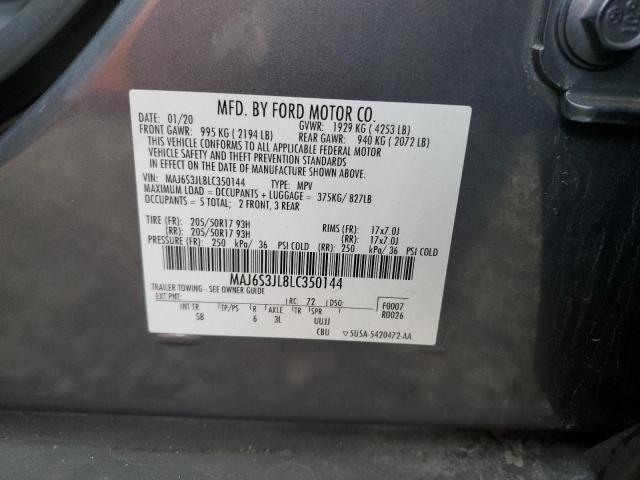 MFD. BY FORD MOTOR CO.
DATE: 01/20 GVWR: 1929 KG ( 4253 LB)
FRONT GAWR: 995 KG ( 2194 LB) REAR GAWR: 940 KG ( 2072 LB)
THIS VEHICLE CONFORMS TO ALL APPLICABLE FEDERAL MOTOR
VEHICLE SAFETY AND THEFT PREVENTION STANDARDS
IN EFFECT ON THE DATE OF MANUFACTURE SHOWN ABOVE.
VIN: MAJ6S3JL8LC350144 TYPE: MPV
MAXIMUM LOAD = OCCUPANTS + LUGGAGE = 375KG/ 827LB
OCCUPANTS = 5 TOTAL; 2 FRONT, 3 REAR
TIRE (FR): 205/50R17 93H RIMS (FR): 17x7.0J
(RR): 205/50R17 93H (RR): 17x7.0J
PRESSURE (FR): 250 kPa/ 36 PSI COLD (RR) 250 kPa/ 36 PSI COLD
MAJ6S3JL8LC350144
TRAILER TOWING - SEE OWNER GUIDE
EXT PNT: RC: 72 DSO: F0007
R0026
INT TR TP/PS R AXLE TR SPR
SB 6 3L UUJJ
CBU ▽5U5A-5420472-AA